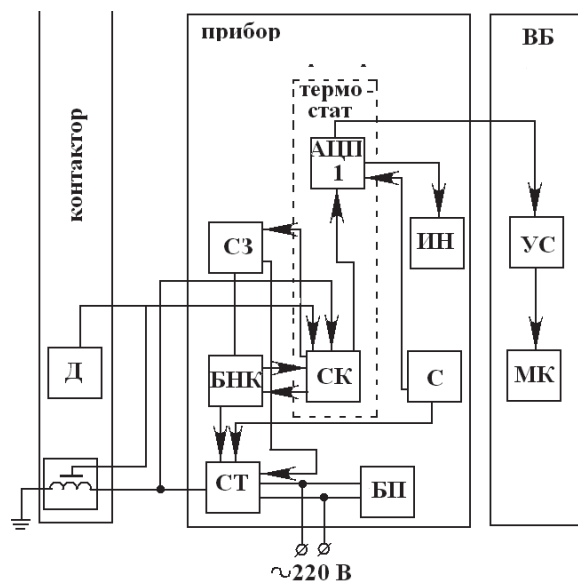 прибор
ВБ
термо
стат
контактор
АЦП
1
СЗ
ИН
УС
Д
БНК
СК
С
МК
СТ
БП
~220 В